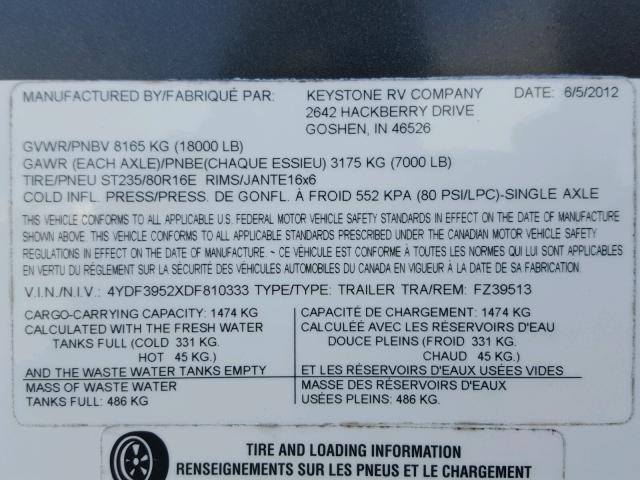 MANUFACTURED BY/FABRIQUÉ PAR: KEYSTONE RV COMPANY DATE: 6/5/2012
2642 HACKBERRY DRIVE
GOSHEN, IN 46526
GVWR/PNBV 8165 KG (18000 LB)
GAWR (EACH AXLE)/PNBE(CHAQUE ESSIEU) 3175 KG (7000 LB)
TIRE/PNEU ST235/80R16E RIMS/JANTE16x6
COLD INFL. PRESS/PRESS. DE GONFL. À FROID 552 KPA (80 PSI/LPC)-SINGLE AXLE
THIS VEHICLE CONFORMS TO ALL APPLICABLE U.S. FEDERAL MOTOR VEHICLE SAFETY STANDARDS IN EFFECT ON THE DATE OF MANUFACTURE
SHOWN ABOVE. THIS VEHICLE CONFORMS TO ALL APPLICABLE STANDARDS PRESCRIBED UNDER THE CANADIAN MOTOR VEHICLE SAFETY
REGULATIONS IN EFFECT ON THE DATE OF MANUFACTURE ~ CE VÉHICULE EST CONFORME À TOUTES LES NORMES QUI LUI SONT APPLICABLES
EN VERTU DU RÈGLEMENT SUR LA SÉCURITÉ DES VÉHICULES AUTOMOBILES DU CANADA EN VIGUEUR À LA DATE DE SA FABRICATION.
V.I.N./N.I.V.: 4YDF3952XDF810333 TYPE/TYPE: TRAILER TRA/REM: FZ39513
CARGO-CARRYING CAPACITY: 1474 KG
CALCULATED WITH THE FRESH WATER
TANKS FULL (COLD 331 KG.
HOT 45 KG.)
AND THE WASTE WATER TANKS EMPTY
MASS OF WASTE WATER
TANKS FULL: 486 KG
CAPACITÉ DE CHARGEMENT: 1474 KG
CALCULÉE AVEC LES RÉSERVOIRS D'EAU
DOUCE PLEINS (FROID 331 KG.
CHAUD 45 KG.)
ET LES RÉSERVOIRS D'EAUX USÉES VIDES
MASSE DES RÉSERVOIRS D'EAUX
USÉES PLEINS: 486 KG.
TIRE AND LOADING INFORMATION
RENSEIGNEMENTS SUR LES PNEUS ET LE CHARGEMENT